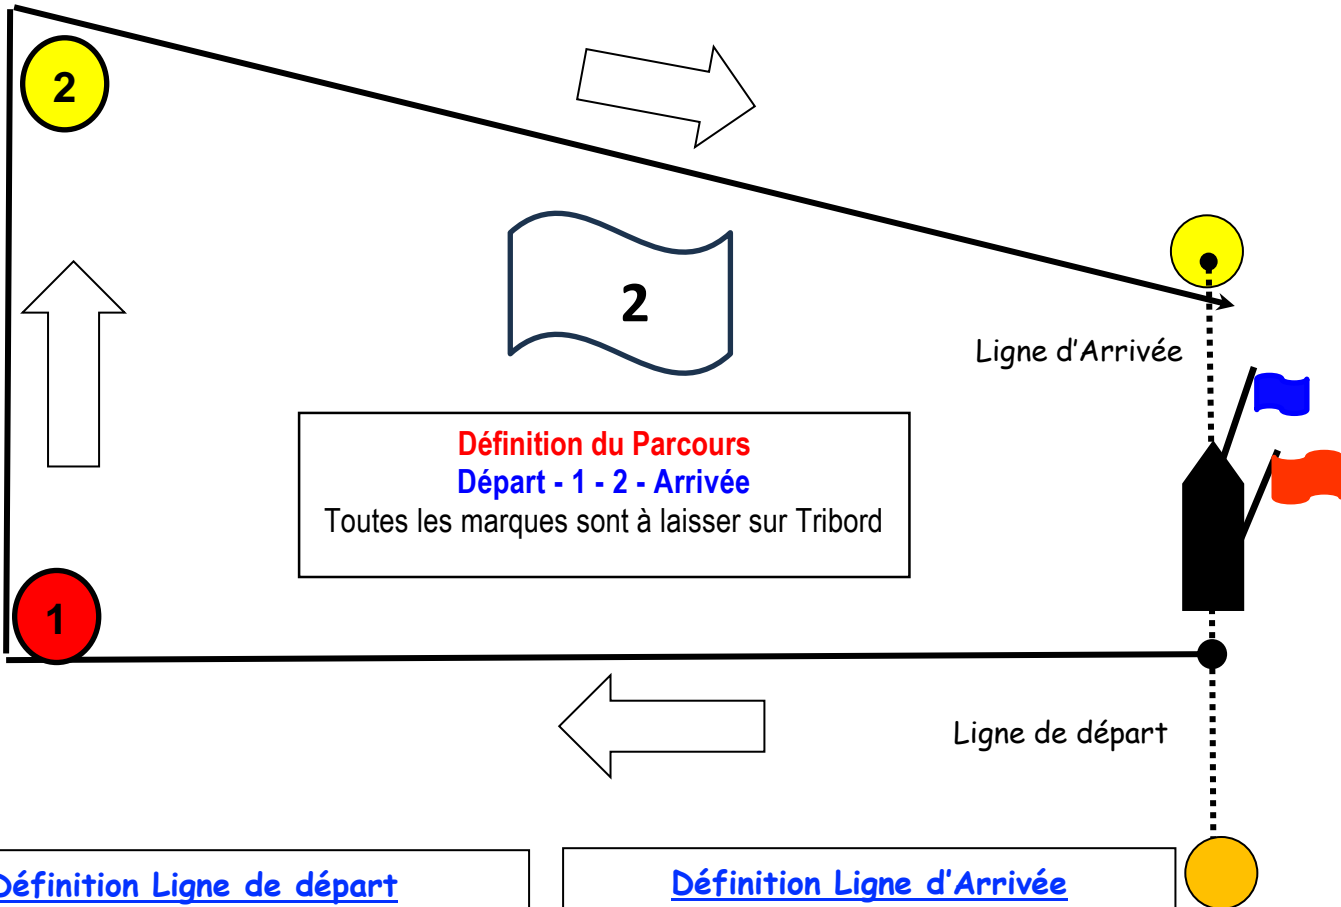 2
2
Ligne d'Arrivée
Définition du Parcours
Départ - 1 - 2 - Arrivée
Toutes les marques sont à laisser sur Tribord
1
Ligne de départ
Définition Ligne de départ
Définition Ligne d'Arrivée